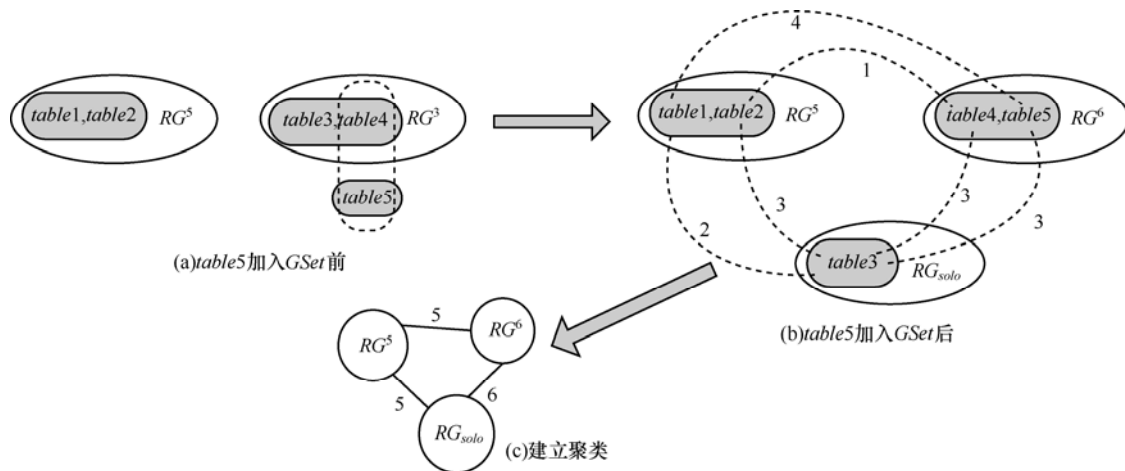 table1,table2 RG⁵
table3,table4 RG³
table5
(a)table5加入GSet前
4
1
table1,table2 RG⁵
table4,table5 RG⁶
2
3
3
3
table3 RGsolo
(b)table5加入GSet后
RG⁵
5
RG⁶
5
6
RGsolo
(c)建立聚类